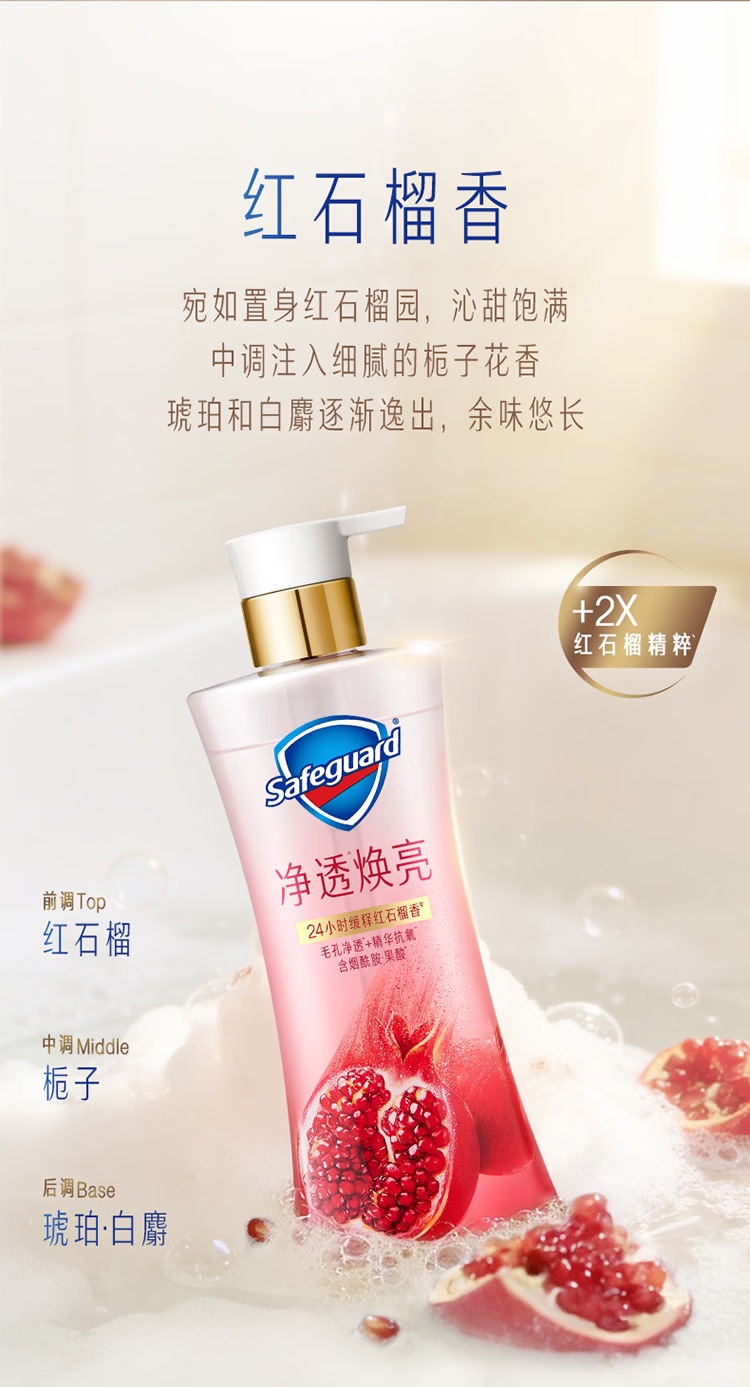 红石榴香
宛如置身红石榴园，沁甜饱满
中调注入细腻的栀子花香
琥珀和白麝逐渐逸出，余味悠长
+2X
红石榴精粹
Safeguard®
净透焕亮
24小时缓释红石榴香
毛孔净透+精华抗氧
含烟酰胺·果酸
前调Top
红石榴
中调Middle
栀子
后调Base
琥珀·白麝